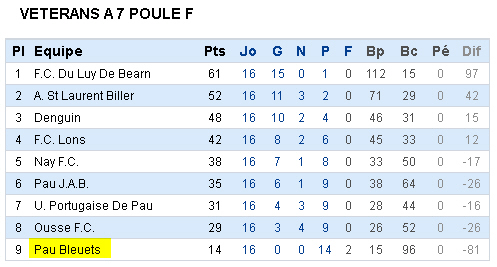 VETERANS A 7 POULE F
Pl Equipe Pts Jo G N P F Bp Bc Pé Dif
1 F.C. Du Luy De Bearn 61 16 15 0 1 0 112 15 0 97
2 A. St Laurent Biller 52 16 11 3 2 0 71 29 0 42
3 Denguin 48 16 10 2 4 0 46 31 0 15
4 F.C. Lons 42 16 8 2 6 0 45 33 0 12
5 Nay F.C. 38 16 7 1 8 0 33 50 0 -17
6 Pau J.A.B. 35 16 6 1 9 0 38 64 0 -26
7 U. Portugaise De Pau 31 16 4 3 9 0 28 44 0 -16
8 Ousse F.C. 29 16 3 4 9 0 26 52 0 -26
9 Pau Bleuets 14 16 0 0 14 2 15 96 0 -81